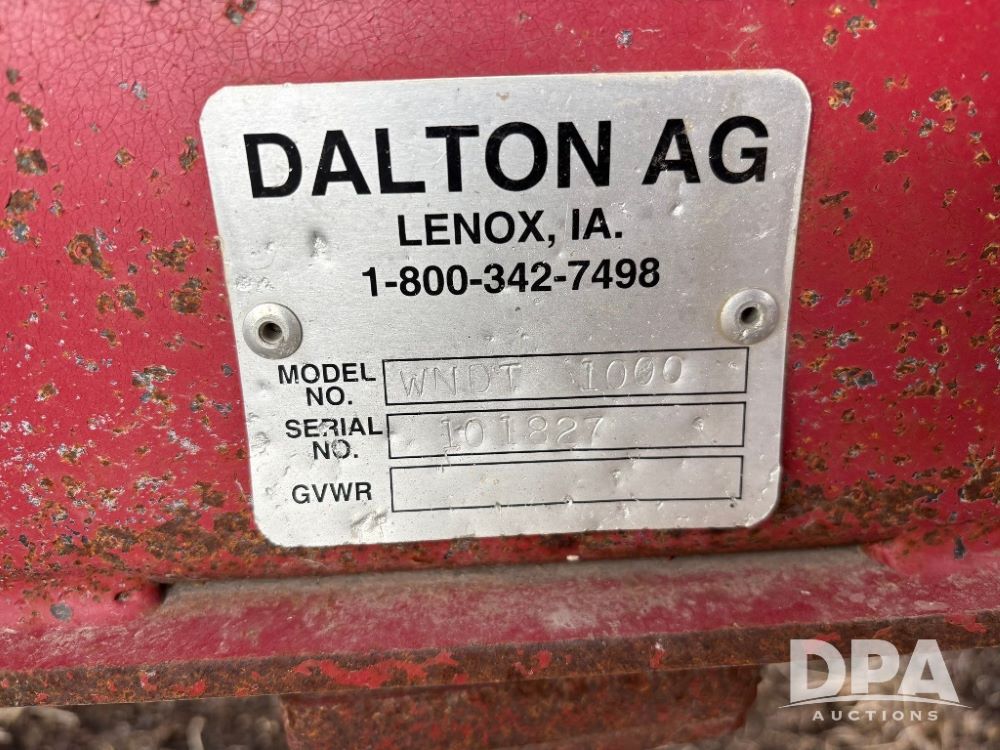 DALTON AG
LENOX, IA.
1-800-342-7498
MODEL NO. WNDT 1000
SERIAL NO. 101827
GVWR
DPA
AUCTIONS